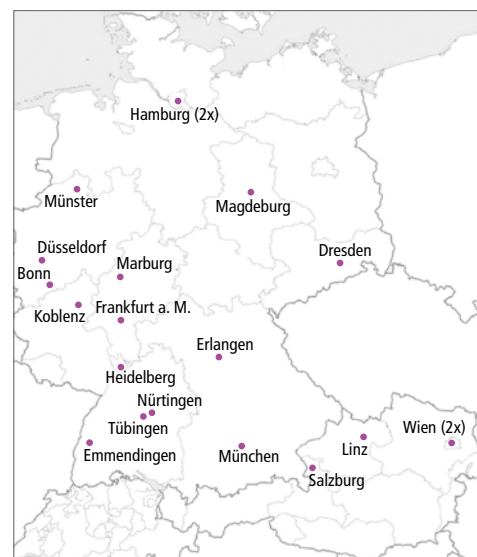 Hamburg (2x)
Münster
Magdeburg
Düsseldorf
Marburg
Dresden
Bonn
Koblenz
Frankfurt a. M.
Erlangen
Heidelberg
Nürtingen
Tübingen
Emmendingen
München
Linz
Wien (2x)
Salzburg